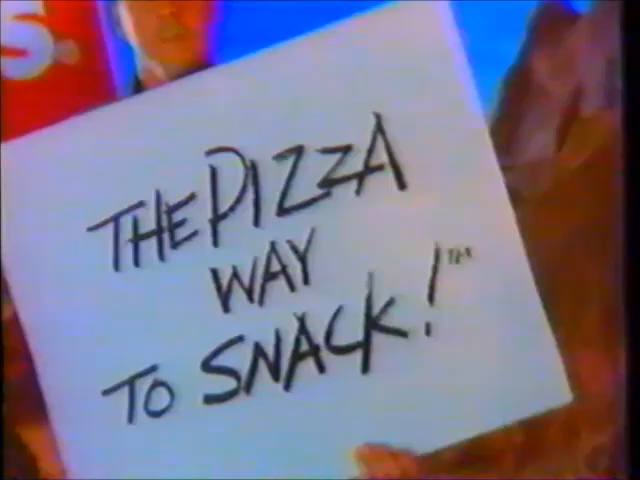 S.
THE PIZZA
WAY
TO SNACK!™